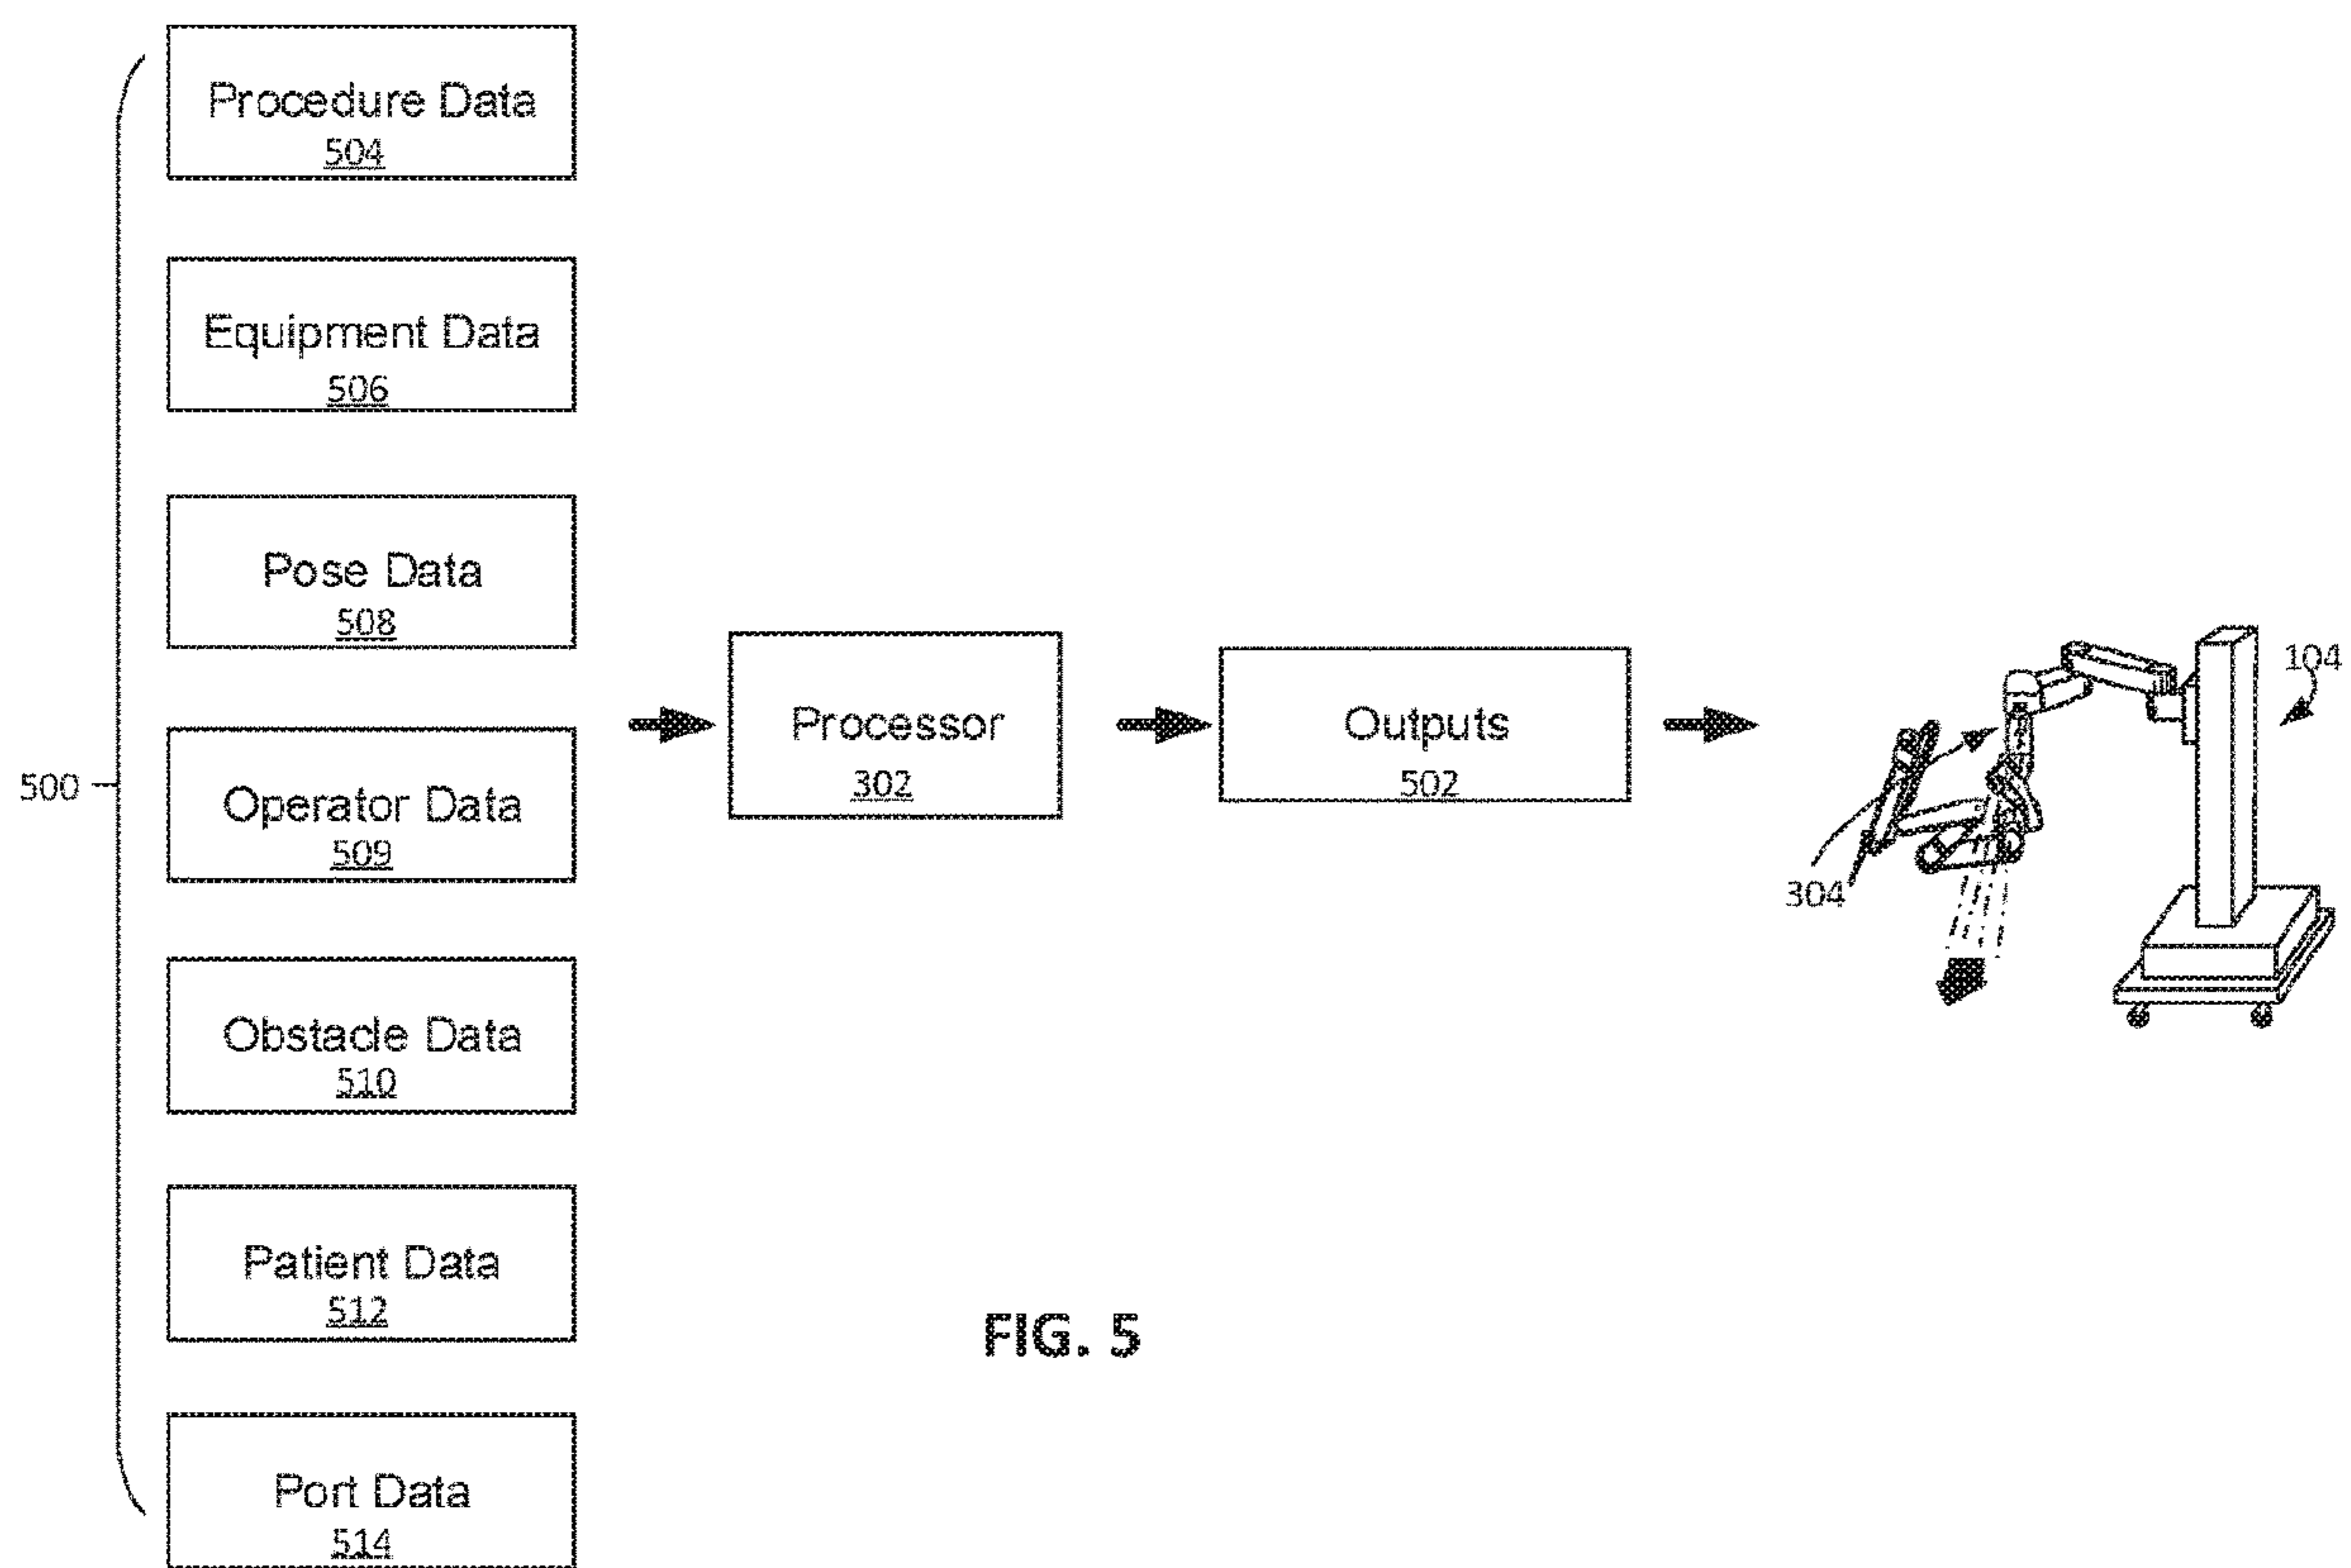 Procedure Data
504
Equipment Data
506
Pose Data
508
500
Operator Data
509
Obstacle Data
510
Patient Data
512
Port Data
514
Processor
302
Outputs
502
104
304
FIG. 5